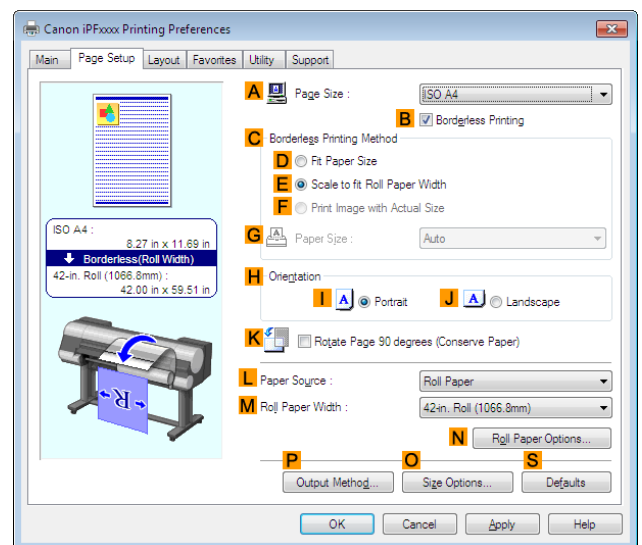 Canon iPFxxxx Printing Preferences
Main Page Setup Layout Favorites Utility Support
A Page Size : ISO A4
B Borderless Printing
C Borderless Printing Method
D Fit Paper Size
E Scale to fit Roll Paper Width
F Print Image with Actual Size
G Paper Size : Auto
ISO A4 :
8.27 in x 11.69 in
Borderless(Roll Width)
42-in. Roll (1066.8mm) :
42.00 in x 59.51 in
H Orientation
I A Portrait J A Landscape
K Rotate Page 90 degrees (Conserve Paper)
R
L Paper Source : Roll Paper
M Roll Paper Width : 42-in. Roll (1066.8mm)
N Roll Paper Options...
P O S
Output Method... Size Options... Defaults
OK Cancel Apply Help